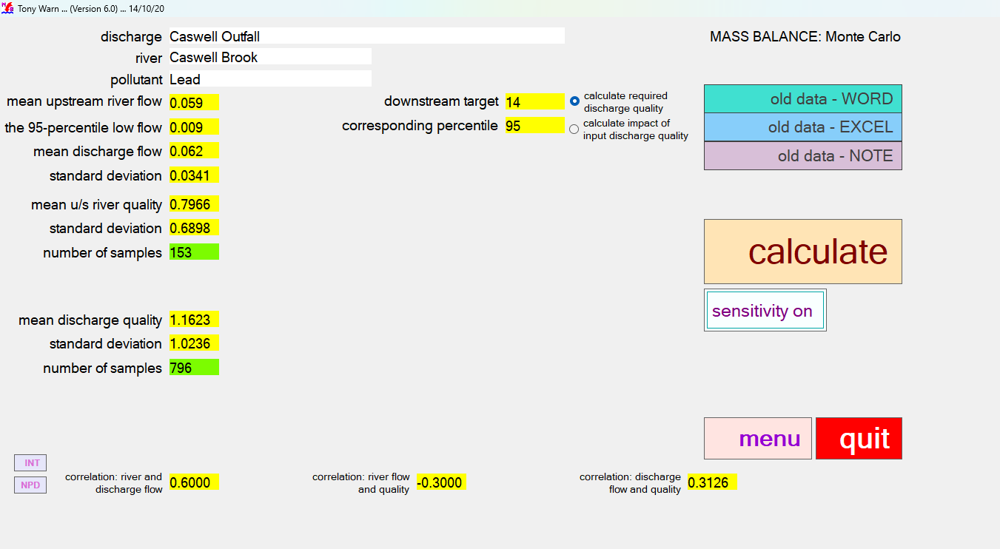 Tony Warn ... (Version 6.0) ... 14/10/20
discharge Caswell Outfall
MASS BALANCE: Monte Carlo
river Caswell Brook
pollutant Lead
mean upstream river flow 0.059
the 95-percentile low flow 0.009
mean discharge flow 0.062
standard deviation 0.0341
mean u/s river quality 0.7966
standard deviation 0.6898
number of samples 153
mean discharge quality 1.1623
standard deviation 1.0236
number of samples 796
downstream target 14
corresponding percentile 95
calculate required
discharge quality
calculate impact of
input discharge quality
old data - WORD
old data - EXCEL
old data - NOTE
calculate
sensitivity on
menu
quit
INT
NPD
correlation: river and
discharge flow 0.6000
correlation: river flow
and quality -0.3000
correlation: discharge
flow and quality 0.3126